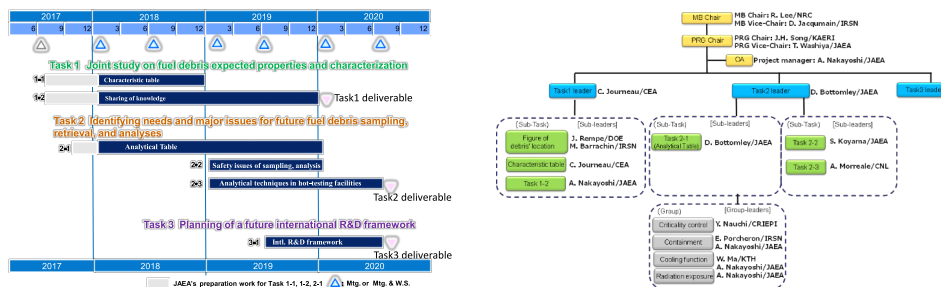 2017 2018 2019 2020
6 9 12 3 6 9 12 3 6 9 12 3 6 9 12
Task 1 Joint study on fuel debris expected properties and characterization
1-1 Characteristic table
1-2 Sharing of knowledge
Task1 deliverable
Task 2 Identifying needs and major issues for future fuel debris sampling,
retrieval, and analyses
2-1 Analytical Table
2-2 Safety issues of sampling, analysis
2-3 Analytical techniques in hot-testing facilities
Task2 deliverable
Task 3 Planning of a future international R&D framework
3-1 Intl. R&D framework
Task3 deliverable
2017 2018 2019 2020
JAEA's preparation work for Task 1-1, 1-2, 2-1 Mtg. or Mtg. & W.S.
MB Chair
MB Chair: R. Lee/NRC
MB Vice-Chair: D. Jacqumain/IRSN
PRG Chair
PRG Chair: J.H. Song/KAERI
PRG Vice-Chair: T. Washiya/JAEA
OA Project manager: A. Nakayoshi/JAEA
Task1 leader C. Journeau/CEA
Task2 leader D. Bottomley/JAEA
Task3 leade
[Sub-Task] [Sub-leaders]
Figure of
debris' location
J. Rempe/DOE
M. Barrachin/IRSN
Characteristic table C. Journeau/CEA
Task 1-2 A. Nakayoshi/JAEA
[Sub-Task] [Sub-leaders]
Task 2-1
(Analytical Table)
D. Bottomley/JAEA
[Sub-Task] [Sub-leaders]
Task 2-2 S. Koyama/JAEA
Task 2-3 A. Morreale/CNL
[Group] [Group-leaders]
Criticality control Y. Nauchi/CRIEPI
Containment E. Porcheron/IRSN
A. Nakayoshi/JAEA
Cooling function W. Ma/KTH
A. Nakayoshi/JAEA
Radiation exposure A. Nakayoshi/JAEA